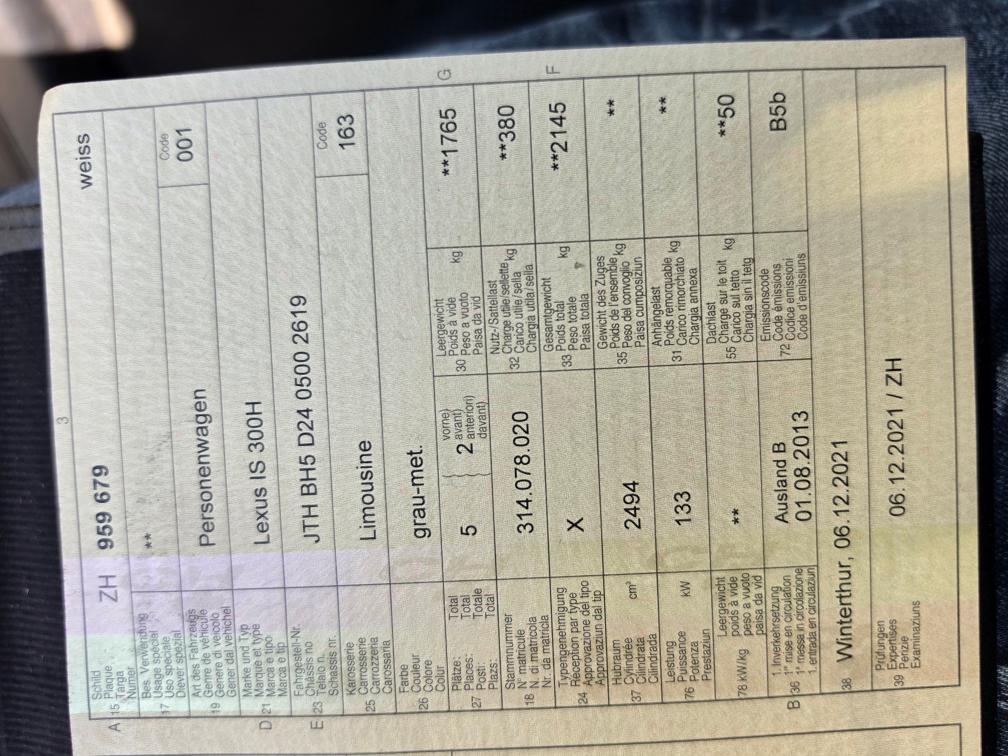 3
A 15 Schild
Plaque
Targa
Numer
ZH 959 679
weiss
17 Bes. Verwendung
Usage spécial
Uso speciale
Diever spezial
**
19 Art des Fahrzeugs
Genre de véhicule
Genere di veicolo
Gener dal vehichel
Personenwagen
Code
001
D 21 Marke und Typ
Marque et type
Marca e tipo
Marca e tip
Lexus IS 300H
E 23 Fahrgestell-Nr.
Châssis no
Telaio n.
Schassis nr.
JTH BH5 D24 0500 2619
25 Karosserie
Carrosserie
Carrozzeria
Carossaria
Limousine
Code
163
26 Farbe
Couleur
Colore
Colur
grau-met.
27 Plätze: Total
Places: Total
Posti: Totale
Plazs: Total
5
2
vorne)
avant)
anteriori)
davant)
30 Leergewicht
Poids à vide
Peso a vuoto
Paisa da vid
kg
**1765
G
18 Stammnummer
N° matricule
N. di matricola
Nr. da matricla
314.078.020
32 Nutz-/Sattellast
Charge utile/sellette
Carico utile/sella
Chargia utila/sella
kg
**380
24 Typengenehmigung
Réception par type
Approvazione del tipo
Approvaziun dal tip
X
33 Gesamtgewicht
Poids total
Peso totale
Paisa totala
kg
**2145
F
37 Hubraum
Cylindrée
Cilindrata
Cilindrada
cm³
2494
35 Gewicht des Zuges
Poids de l'ensemble
Peso del convoglio
Paisa cumposiziun
kg
**
76 Leistung
Puissance
Potenza
Prestaziun
kW
133
31 Anhängelast
Poids remorquable
Carico rimorchiato
Chargia annexa
kg
**
78 kW/kg
Leergewicht
poids à vide
peso a vuoto
paisa da vid
**
55 Dachlast
Charge sur le toit
Carico sul tetto
Chargia sin il tetg
kg
**50
B 36 1. Inverkehrsetzung
1re mise en circulation
1a messa in circolazione
1. entrada en circulaziun
Ausland B
01.08.2013
72 Emissionscode
Code émissions
Codice emissioni
Code d'emissiuns
B5b
38 Winterthur, 06.12.2021
39 Prüfungen
Expertises
Perizie
Examinaziuns
06.12.2021 / ZH